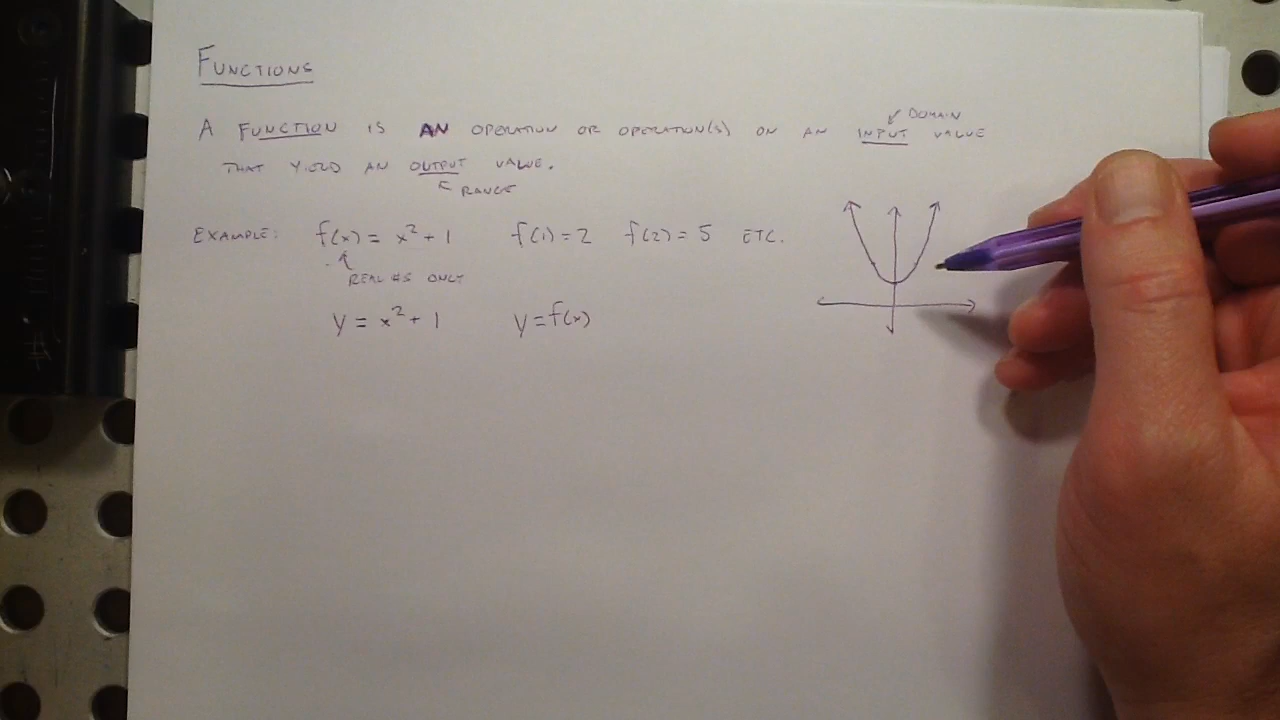 FUNCTIONS
DOMAIN
A FUNCTION IS AN OPERATION OR OPERATION(S) ON AN INPUT VALUE
THAT YIELD AN OUTPUT VALUE.
RANGE
EXAMPLE: f(x) = x² + 1 f(1) = 2 f(2) = 5 ETC.
REAL #S ONLY
y = x² + 1 y = f(x)